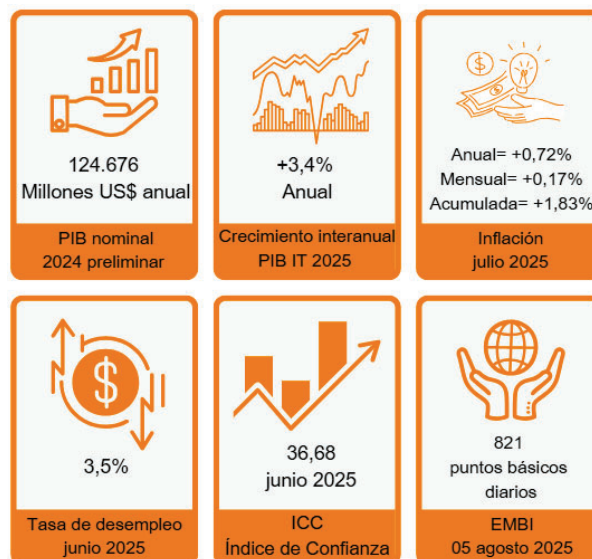 124.676
Millones US$ anual
PIB nominal
2024 preliminar
+3,4%
Anual
Crecimiento interanual
PIB IT 2025
$
Anual= +0,72%
Mensual= +0,17%
Acumulada= +1,83%
Inflación
julio 2025
$
3,5%
Tasa de desempleo
junio 2025
36,68
junio 2025
ICC
Índice de Confianza
821
puntos básicos
diarios
EMBI
05 agosto 2025